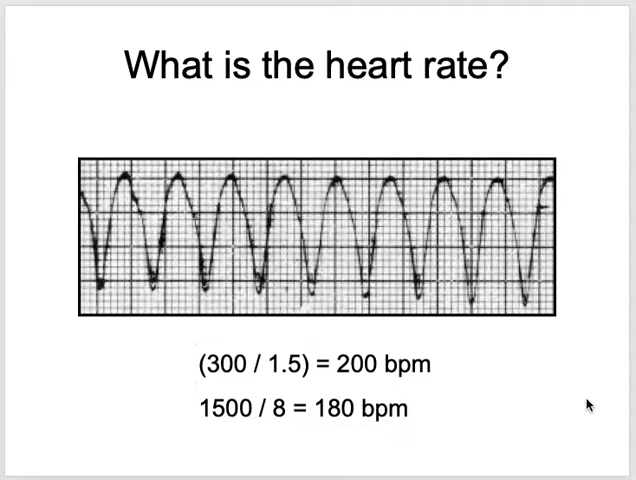 What is the heart rate?
(300 / 1.5) = 200 bpm
1500 / 8 = 180 bpm